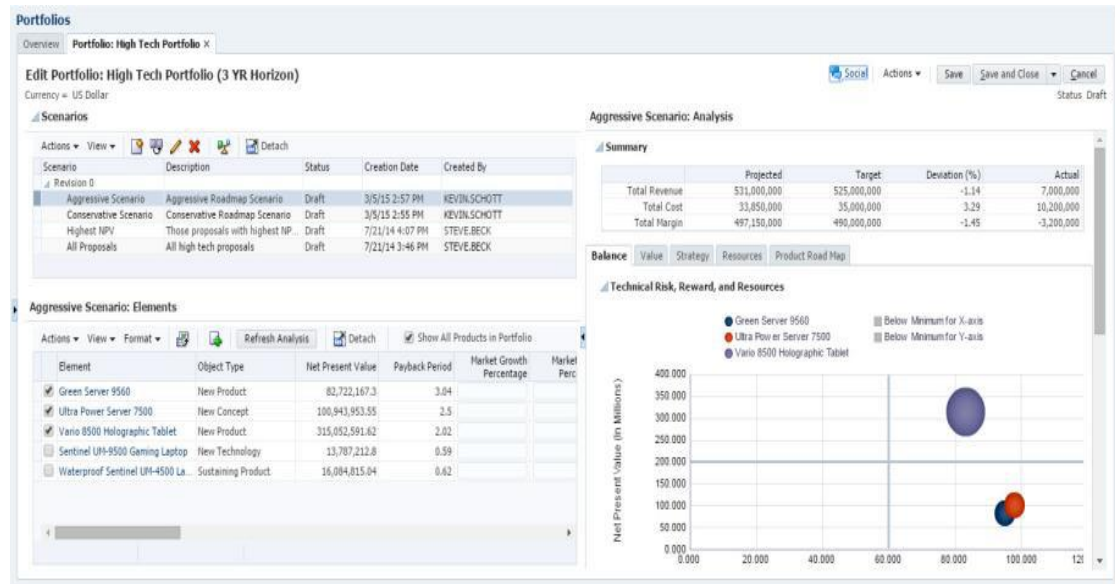 Portfolios
Overview Portfolio: High Tech Portfolio X
Edit Portfolio: High Tech Portfolio (3 YR Horizon)
Social Actions Save Save and Close Cancel
Currency = US Dollar
Status Draft
Scenarios
Actions View Detach
Scenario Description Status Creation Date Created By
Revision 0
Aggressive Scenario Aggressive Roadmap Scenario Draft 3/5/15 2:57 PM KEVIN.SCHOTT
Conservative Scenario Conservative Roadmap Scenario Draft 3/5/15 2:55 PM KEVIN.SCHOTT
Highest NPV Those proposals with highest NP... Draft 7/21/14 4:07 PM STEVE.BECK
All Proposals All high tech proposals Draft 7/21/14 3:46 PM STEVE.BECK
Aggressive Scenario: Elements
Actions View Format Refresh Analysis Detach Show All Products in Portfolio
Element Object Type Net Present Value Payback Period Market Growth Percentage Market Perc
Green Server 9560 New Product 82,722,167.3 3.04
Ultra Power Server 7500 New Concept 100,943,953.55 2.5
Vario 8500 Holographic Tablet New Product 315,052,591.62 2.02
Sentinel UM-9500 Gaming Laptop New Technology 13,787,212.8 0.59
Waterproof Sentinel UM-4500 La... Sustaining Product 16,084,815.04 0.62
Aggressive Scenario: Analysis
Summary
Projected Target Deviation (%) Actual
Total Revenue 531,000,000 525,000,000 -1.14 7,000,000
Total Cost 33,850,000 35,000,000 3.29 10,200,000
Total Margin 497,150,000 490,000,000 -1.45 -3,200,000
Balance Value Strategy Resources Product Road Map
Technical Risk, Reward, and Resources
Green Server 9560 Below Minimum for X-axis
Ultra Power Server 7500 Below Minimum for Y-axis
Vario 8500 Holographic Tablet
Net Present Value (In Millions)
400.000
350.000
300.000
250.000
200.000
150.000
100.000
50.000
0.000
0.000 20.000 40.000 60.000 80.000 100.000 120